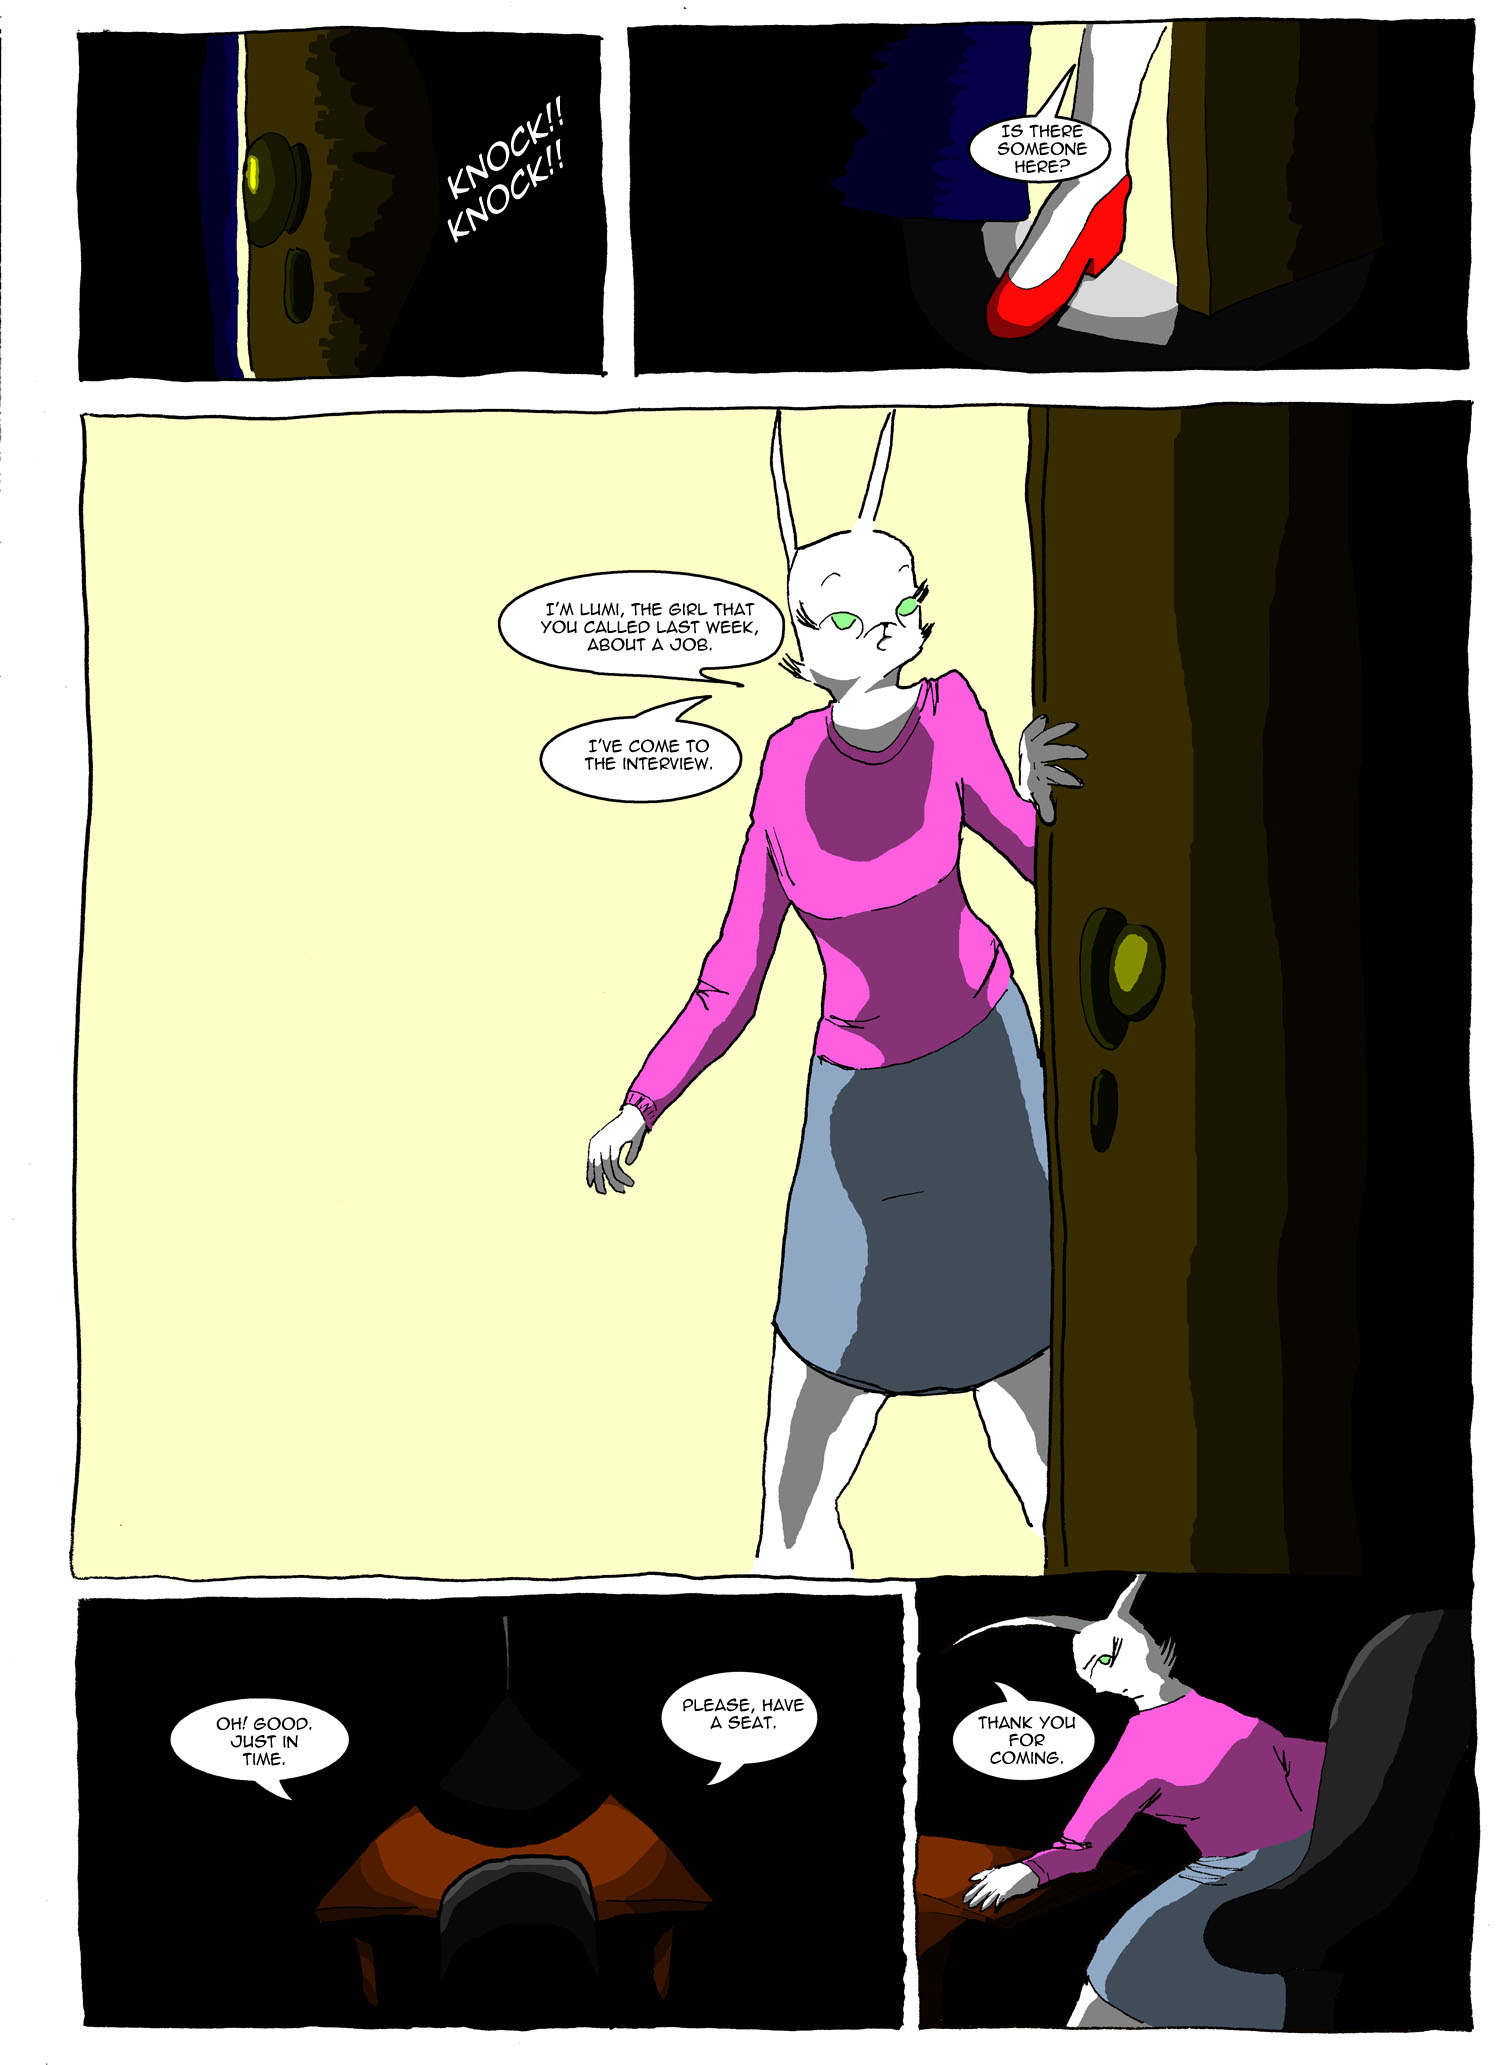 KNOCK!!
KNOCK!!
IS THERE
SOMEONE
HERE?
I'M LUMI, THE GIRL THAT
YOU CALLED LAST WEEK,
ABOUT A JOB.
I'VE COME TO
THE INTERVIEW.
OH! GOOD.
JUST IN
TIME.
PLEASE, HAVE
A SEAT.
THANK YOU
FOR
COMING.